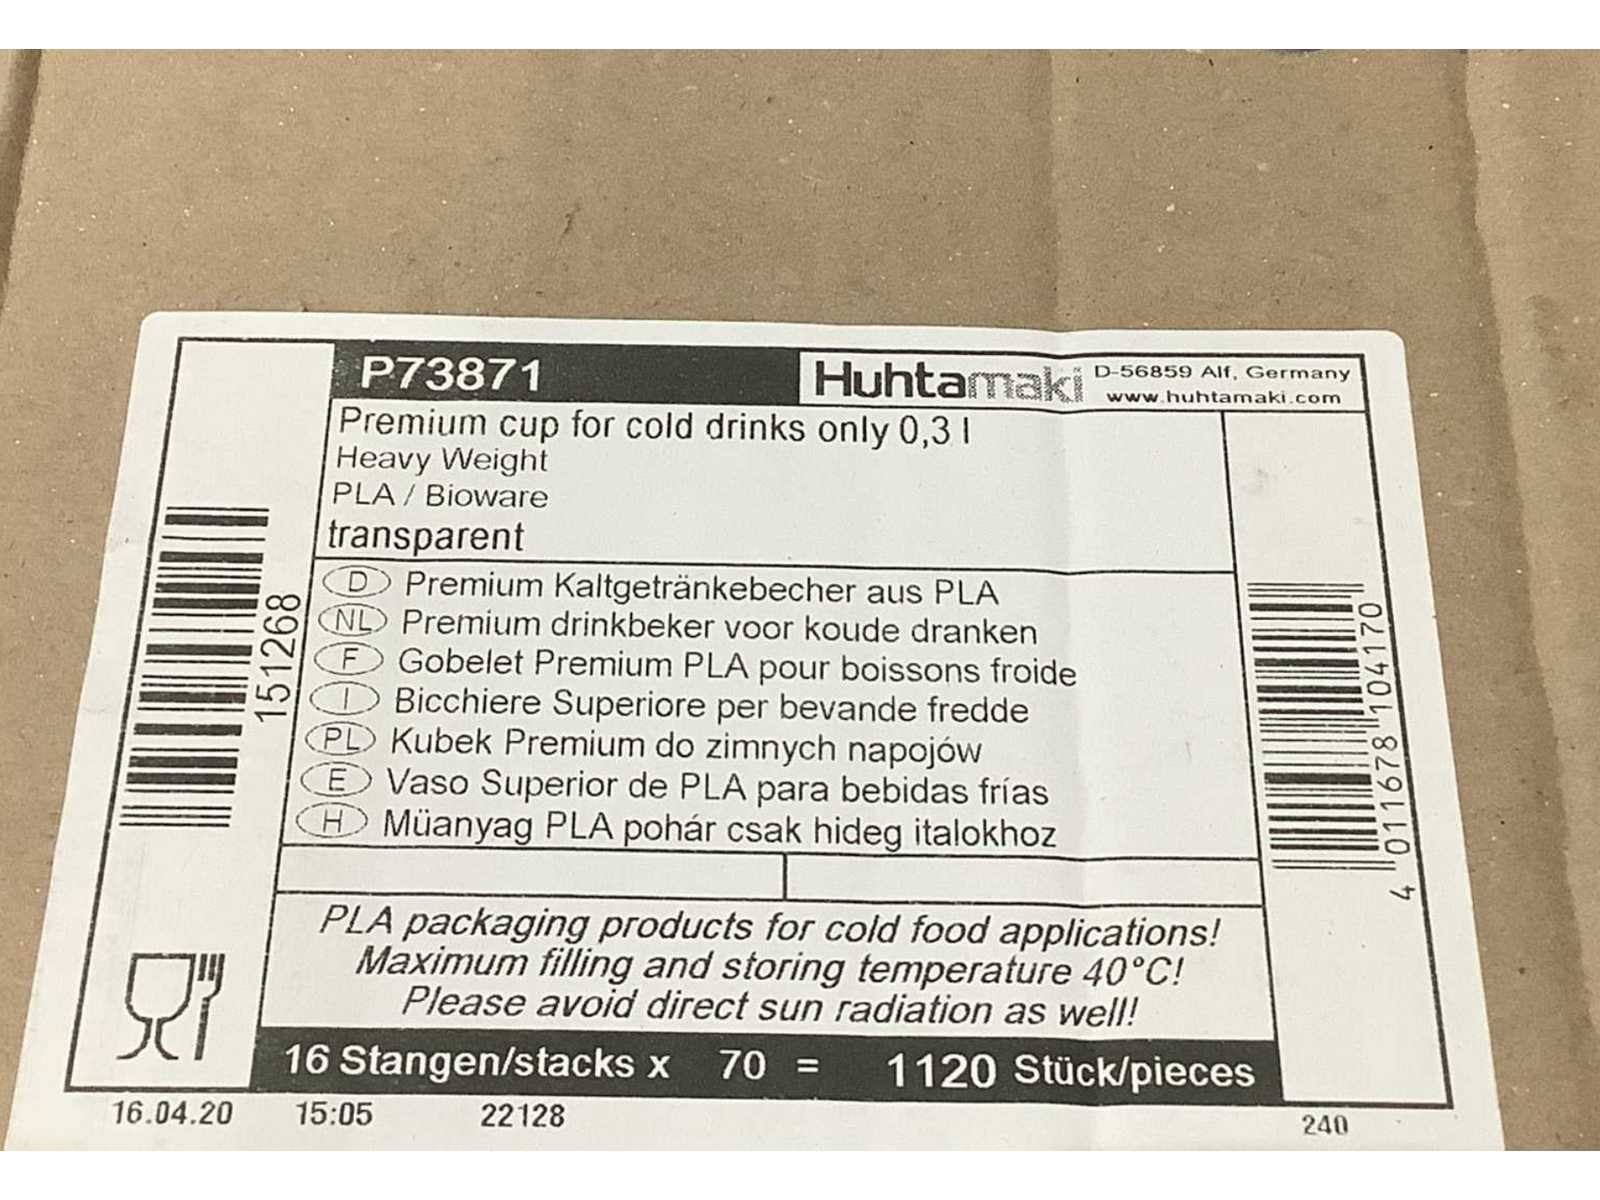 P73871
Huhtamaki
D-56859 Alf, Germany
www.huhtamaki.com
Premium cup for cold drinks only 0,3 l
Heavy Weight
PLA / Bioware
transparent
151268
D Premium Kaltgetränkebecher aus PLA
NL Premium drinkbeker voor koude dranken
F Gobelet Premium PLA pour boissons froide
I Bicchiere Superiore per bevande fredde
PL Kubek Premium do zimnych napojów
E Vaso Superior de PLA para bebidas frías
H Müanyag PLA pohár csak hideg italokhoz
4 011678 104170
PLA packaging products for cold food applications!
Maximum filling and storing temperature 40°C!
Please avoid direct sun radiation as well!
16 Stangen/stacks x 70 = 1120 Stück/pieces
16.04.20 15:05 22128 240